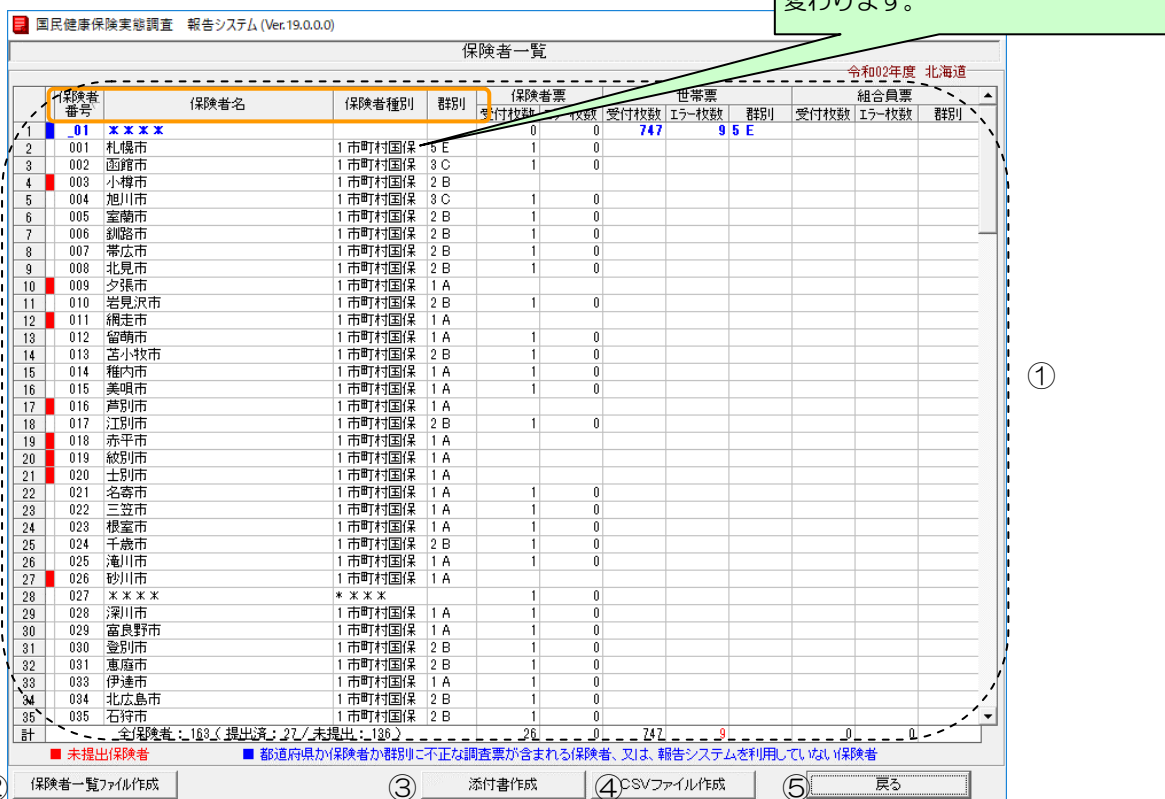 変わります。
国民健康保険実態調査 報告システム (Ver.19.0.0.0)
保険者一覧
令和02年度 北海道
保険者番号 保険者名 保険者種別 群別 保険者票 世帯票 組合員票
受付枚数 エラー枚数 受付枚数 エラー枚数 群別 受付枚数 エラー枚数 群別
1 _01 **** 0 0 747 9 5 E
2 001 札幌市 1 市町村国保 5 E 1 0
3 002 函館市 1 市町村国保 3 C 1 0
4 003 小樽市 1 市町村国保 2 B
5 004 旭川市 1 市町村国保 3 C 1 0
6 005 室蘭市 1 市町村国保 2 B 1 0
7 006 釧路市 1 市町村国保 2 B 1 0
8 007 帯広市 1 市町村国保 2 B 1 0
9 008 北見市 1 市町村国保 2 B 1 0
10 009 夕張市 1 市町村国保 1 A
11 010 岩見沢市 1 市町村国保 2 B 1 0
12 011 網走市 1 市町村国保 1 A
13 012 留萌市 1 市町村国保 1 A 1 0
14 013 苫小牧市 1 市町村国保 2 B 1 0
15 014 稚内市 1 市町村国保 1 A 1 0
16 015 美唄市 1 市町村国保 1 A 1 0
17 016 芦別市 1 市町村国保 1 A
18 017 江別市 1 市町村国保 2 B 1 0
19 018 赤平市 1 市町村国保 1 A
20 019 紋別市 1 市町村国保 1 A
21 020 士別市 1 市町村国保 1 A
22 021 名寄市 1 市町村国保 1 A 1 0
23 022 三笠市 1 市町村国保 1 A 1 0
24 023 根室市 1 市町村国保 1 A 1 0
25 024 千歳市 1 市町村国保 2 B 1 0
26 025 滝川市 1 市町村国保 1 A 1 0
27 026 砂川市 1 市町村国保 1 A
28 027 **** **** 1 0
29 028 深川市 1 市町村国保 1 A 1 0
30 029 富良野市 1 市町村国保 1 A 1 0
31 030 登別市 1 市町村国保 2 B 1 0
32 031 恵庭市 1 市町村国保 2 B 1 0
33 033 伊達市 1 市町村国保 1 A 1 0
34 034 北広島市 1 市町村国保 2 B 1 0
35 035 石狩市 1 市町村国保 2 B 1 0
計 全保険者:163(提出済:27/未提出:136) 26 0 747 9 0 0
①
■ 未提出保険者 ■ 都道府県か保険者か群別に不正な調査票が含まれる保険者、又は、報告システムを利用していない保険者
② 保険者一覧ファイル作成 ③ 添付書作成 ④ CSVファイル作成 ⑤ 戻る